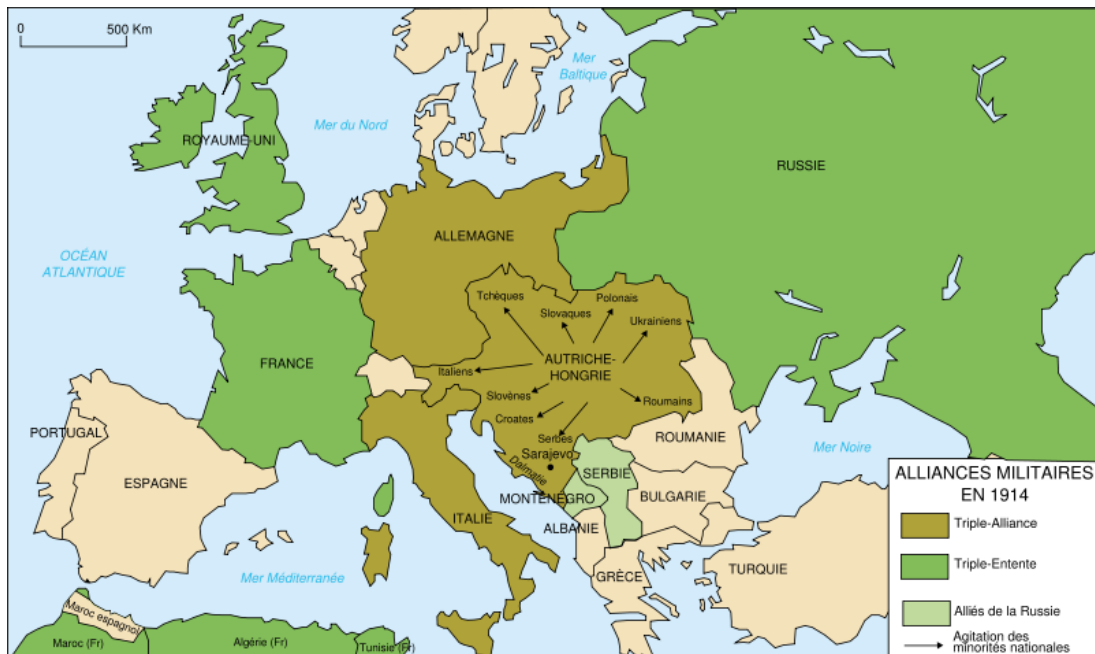 0 500 Km
Mer
Baltique
Mer du Nord
ROYAUME-UNI
RUSSIE
OCÉAN
ATLANTIQUE
ALLEMAGNE
Tchèques
Polonais
Slovaques
Ukrainiens
FRANCE
AUTRICHE-
HONGRIE
Italiens
Slovènes
Roumains
Croates
PORTUGAL
Serbes
ROUMANIE
Mer Noire
Sarajevo
Dalmatie
SERBIE
ESPAGNE
MONTENEGRO
BULGARIE
ITALIE
ALBANIE
TURQUIE
GRÈCE
Mer Méditerranée
Maroc espagnol
Maroc (Fr)
Algérie (Fr)
Tunisie (Fr)
ALLIANCES MILITAIRES
EN 1914
Triple-Alliance
Triple-Entente
Alliés de la Russie
Agitation des
minorités nationales